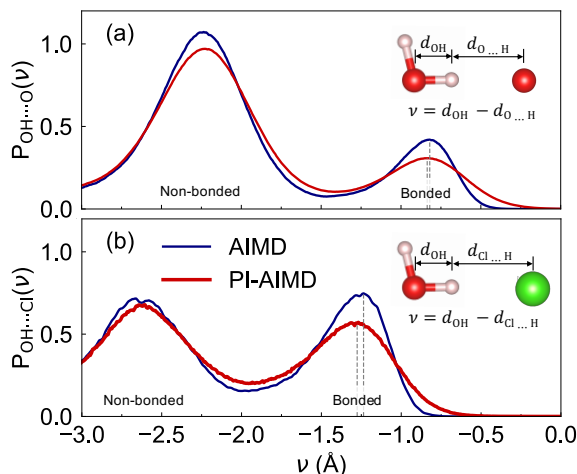 (a)
d_OH d_O...H
ν = d_OH − d_O...H
P_OH···O(ν)
1.0
0.5
0.0
Non-bonded Bonded
(b)
AIMD
PI-AIMD
d_OH d_Cl...H
ν = d_OH − d_Cl...H
P_OH···Cl(ν)
1.0
0.5
0.0
Non-bonded Bonded
−3.0 −2.5 −2.0 −1.5 −1.0 −0.5 0.0
ν (Å)